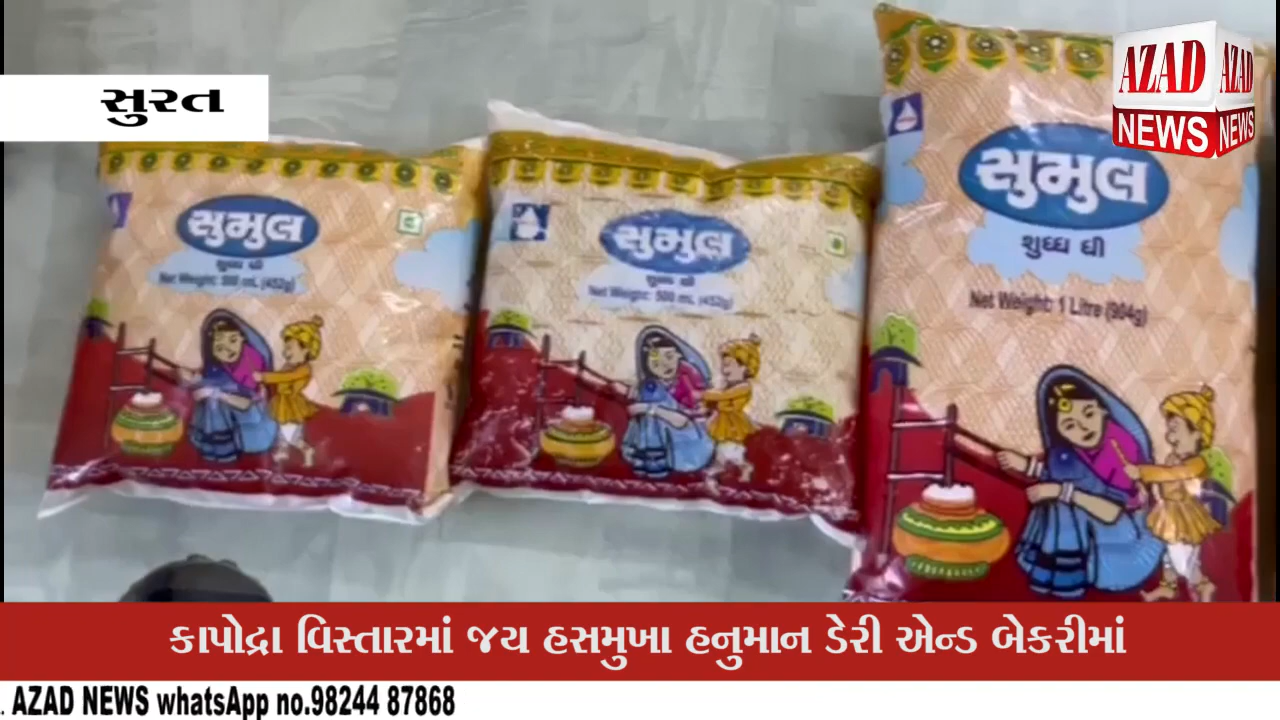 સુરત
AZAD
NEWS
AZAD
NEWS
સુમુલ
શુધ્ધ ઘી
Net Weight: 500 mL (452g)
સુમુલ
શુધ્ધ ઘી
Net Weight: 500 mL (452g)
સુમુલ
શુધ્ધ ઘી
Net Weight: 1 Litre (904g)
કાપોદ્રા વિસ્તારમાં જય હસમુખા હનુમાન ડેરી એન્ડ બેકરીમાં
. AZAD NEWS whatsApp no.98244 87868